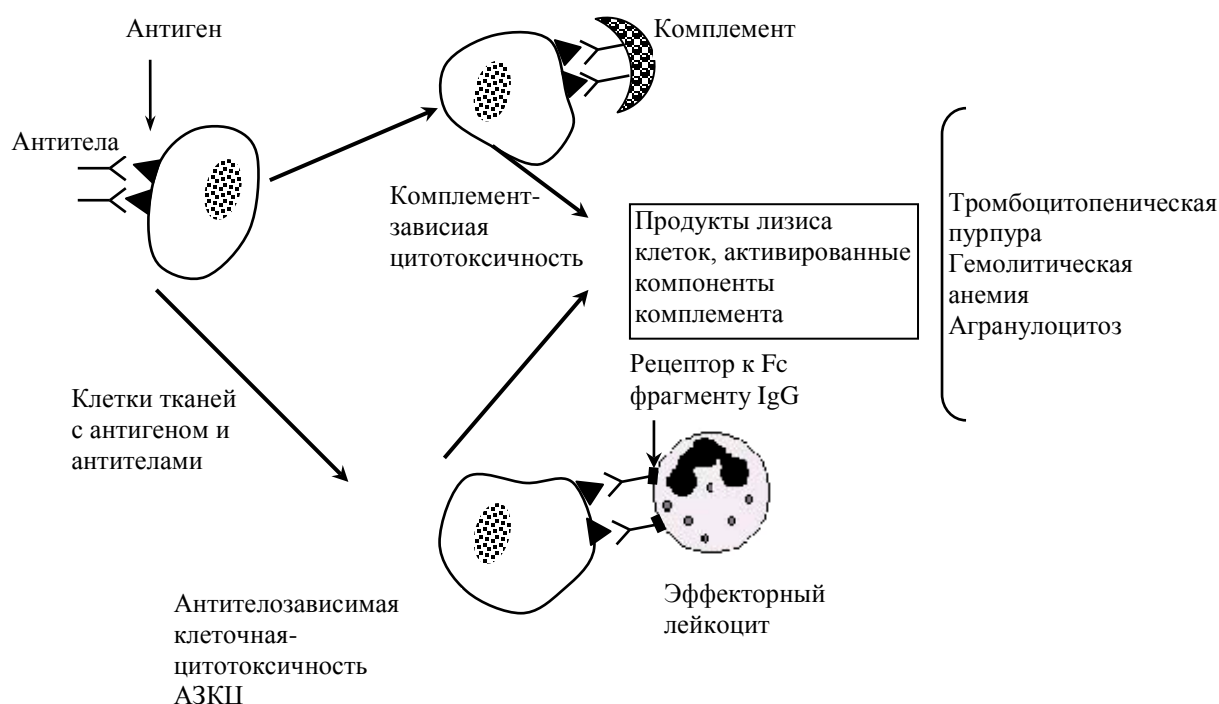 Антиген
Комплемент
Антитела
Комплемент-
зависиая
цитотоксичность
Продукты лизиса
клеток, активированные
компоненты
комплемента
Тромбоцитопеническая
пурпура
Гемолитическая
анемия
Агранулоцитоз
Рецептор к Fc
фрагменту IgG
Клетки тканей
с антигеном и
антителами
Эффекторный
лейкоцит
Антителозависимая
клеточная-
цитотоксичность
АЗКЦ